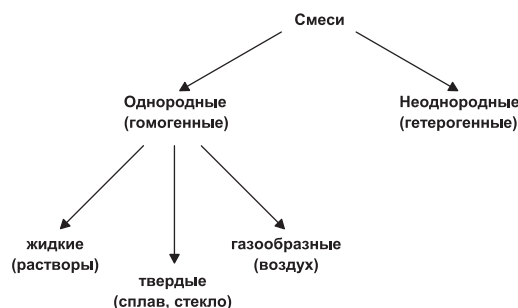 Смеси
Однородные
(гомогенные)
Неоднородные
(гетерогенные)
жидкие
(растворы)
твердые
(сплав, стекло)
газообразные
(воздух)